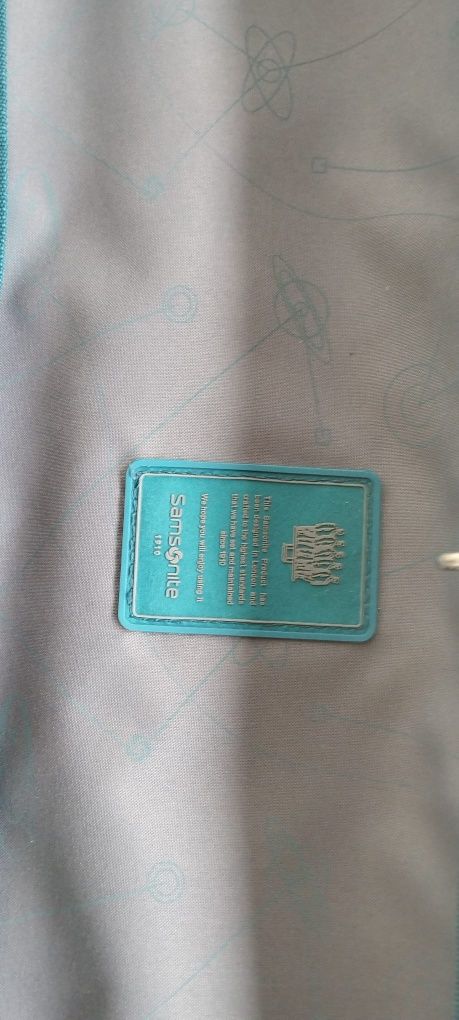 This Samsonite Product has
been designed in London, and
crafted to the highest standards
that we have set and maintained
since 1910
We hope you will enjoy using it.
Samsonite
1910